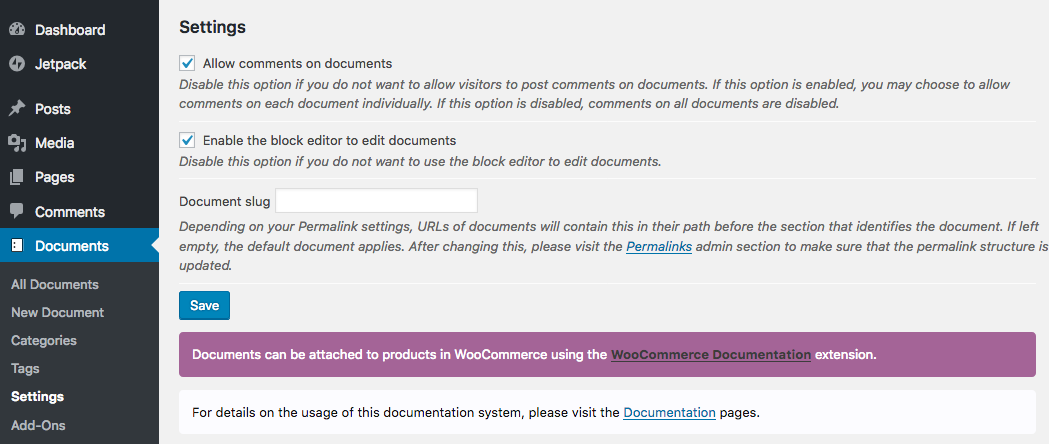 Dashboard
Jetpack
Posts
Media
Pages
Comments
Documents
All Documents
New Document
Categories
Tags
Settings
Add-Ons
Settings
Allow comments on documents
Disable this option if you do not want to allow visitors to post comments on documents. If this option is enabled, you may choose to allow
comments on each document individually. If this option is disabled, comments on all documents are disabled.
Enable the block editor to edit documents
Disable this option if you do not want to use the block editor to edit documents.
Document slug
Depending on your Permalink settings, URLs of documents will contain this in their path before the section that identifies the document. If left
empty, the default document applies. After changing this, please visit the Permalinks admin section to make sure that the permalink structure is
updated.
Save
Documents can be attached to products in WooCommerce using the WooCommerce Documentation extension.
For details on the usage of this documentation system, please visit the Documentation pages.